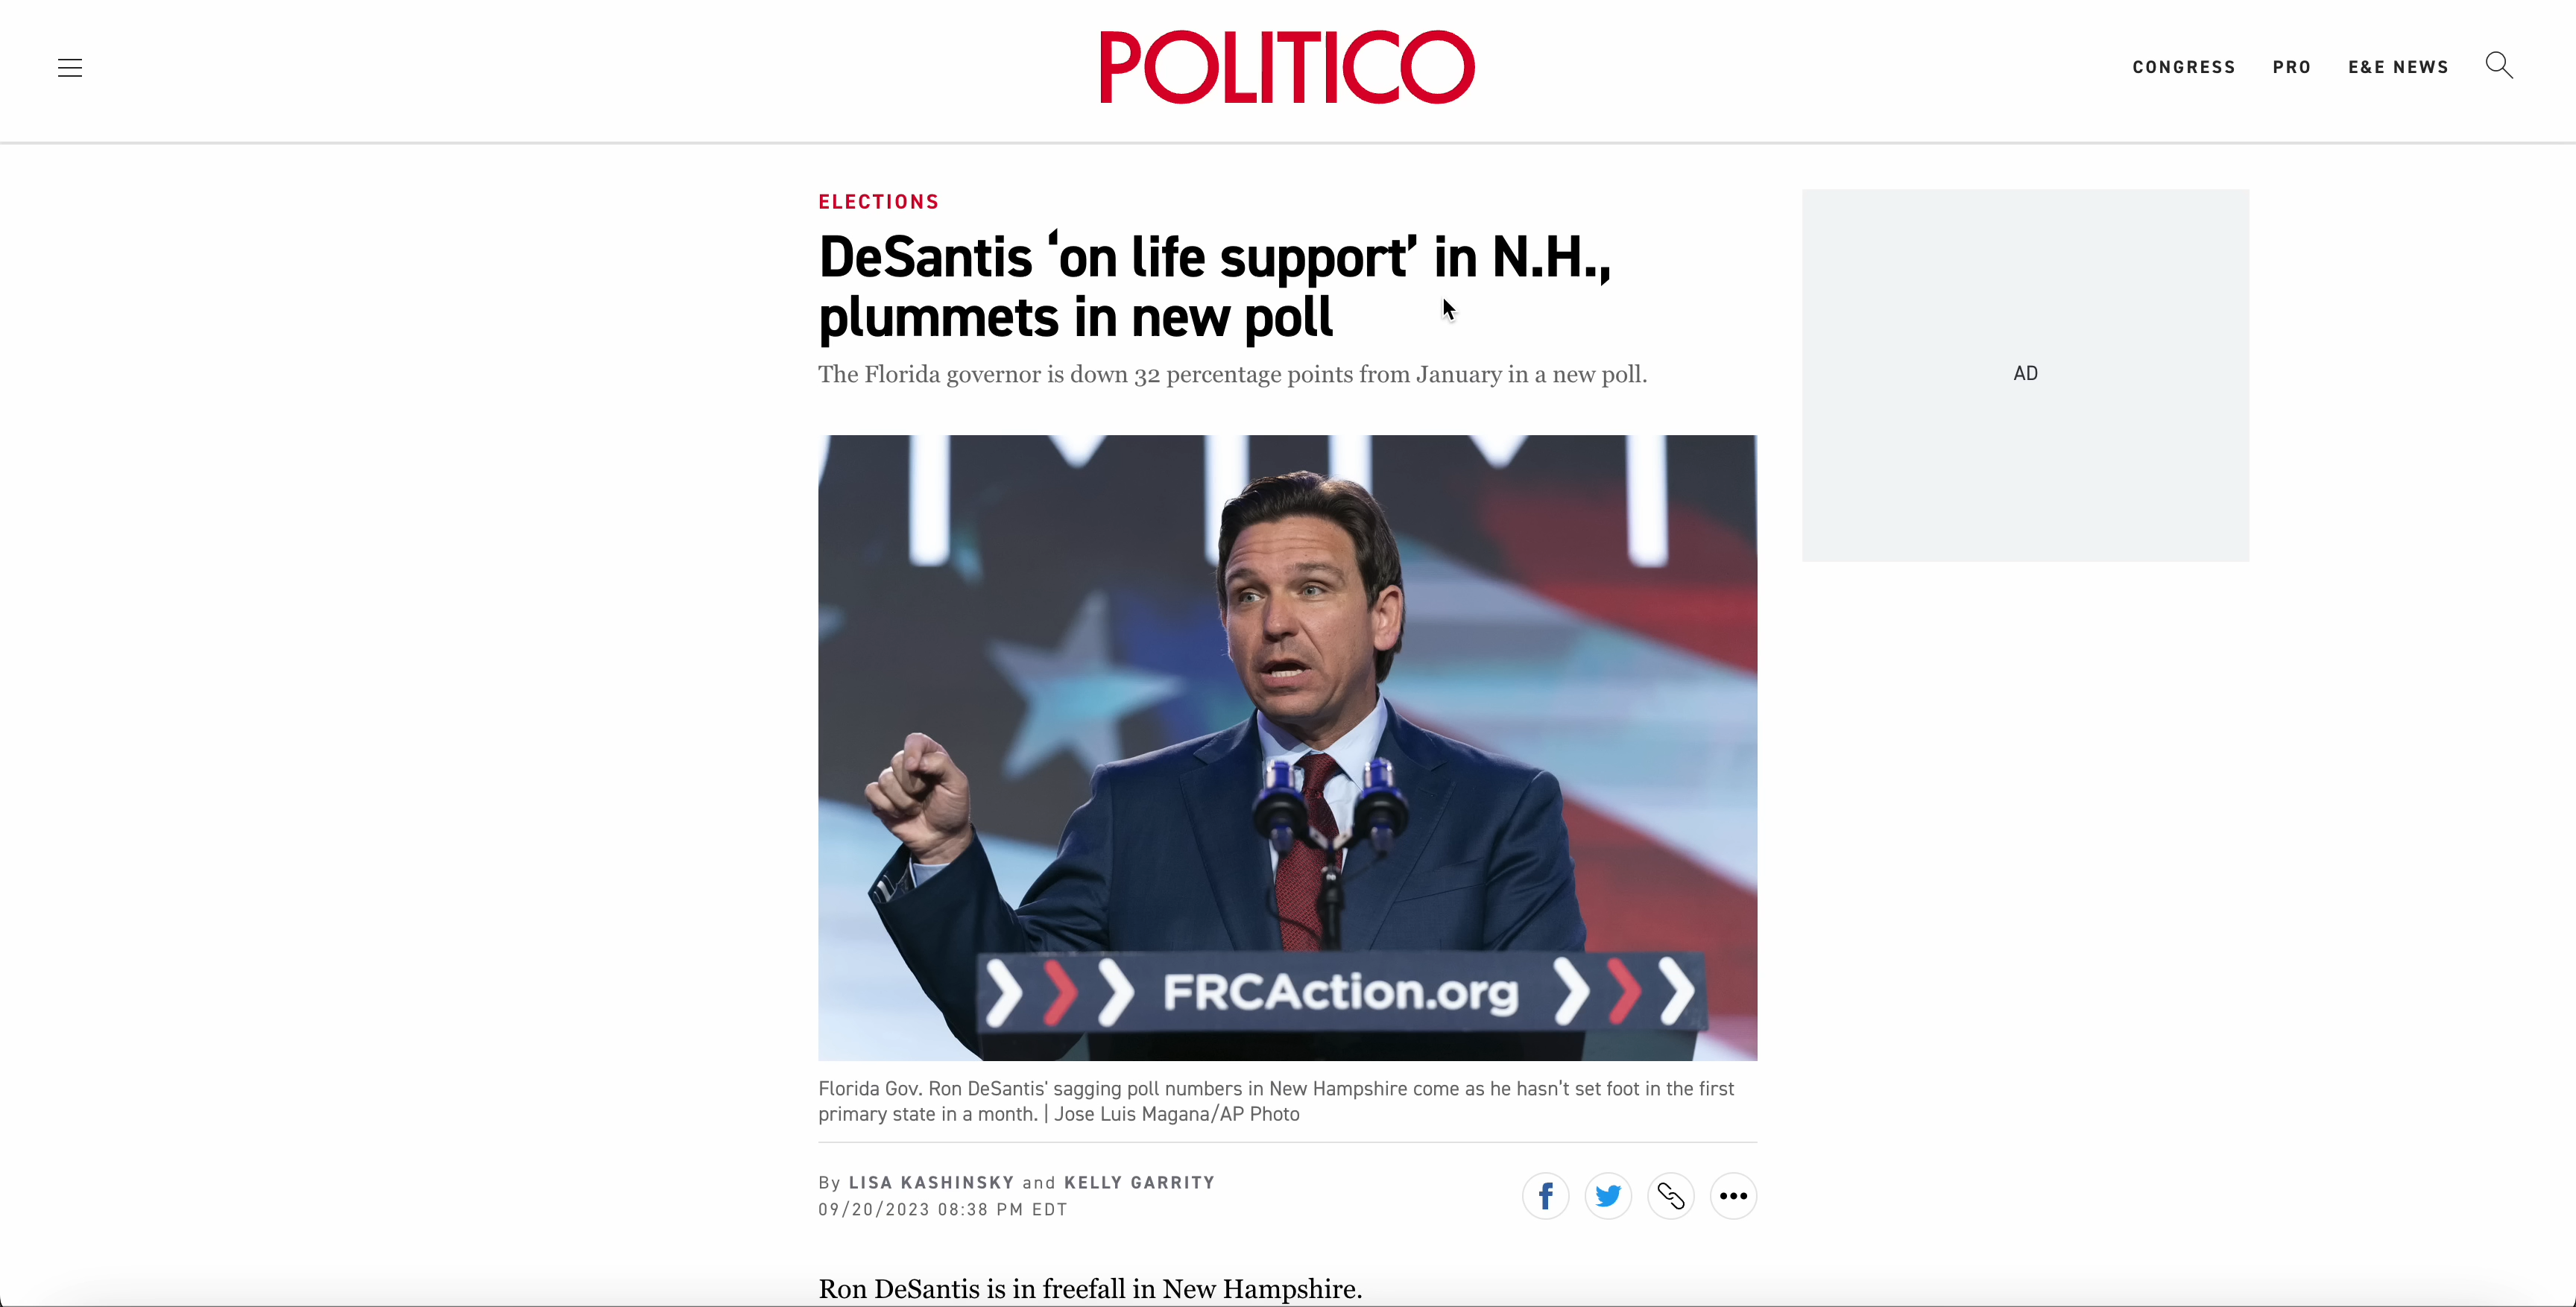 POLITICO
CONGRESS PRO E&E NEWS
ELECTIONS
DeSantis ‘on life support’ in N.H.,
plummets in new poll
The Florida governor is down 32 percentage points from January in a new poll.
AD
FRCAction.org
Florida Gov. Ron DeSantis' sagging poll numbers in New Hampshire come as he hasn't set foot in the first
primary state in a month. | Jose Luis Magana/AP Photo
By LISA KASHINSKY and KELLY GARRITY
09/20/2023 08:38 PM EDT
Ron DeSantis is in freefall in New Hampshire.